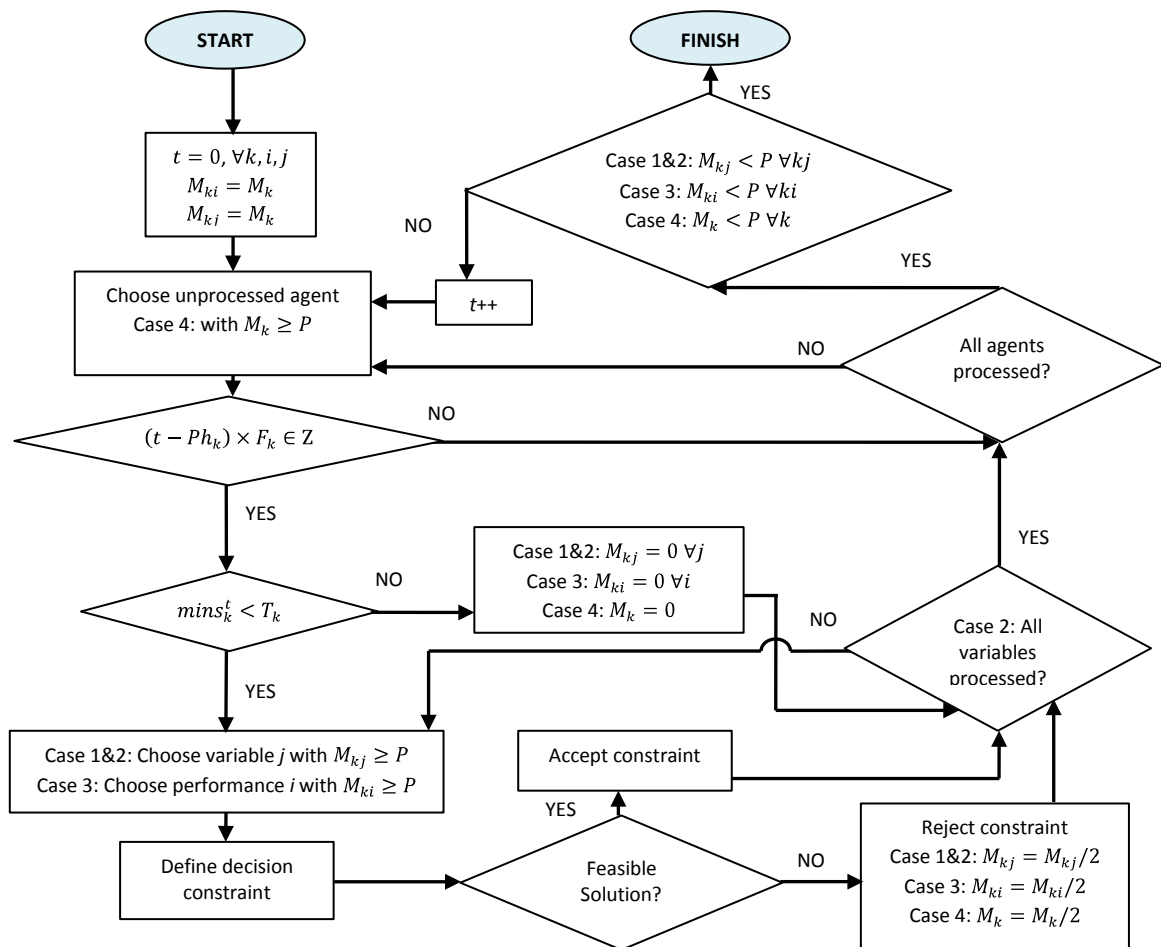 START
FINISH
YES
t = 0, ∀k, i, j
M_{ki} = M_k
M_{kj} = M_k
Case 1&2: M_{kj} < P ∀kj
Case 3: M_{ki} < P ∀ki
Case 4: M_k < P ∀k
NO
YES
Choose unprocessed agent
Case 4: with M_k ≥ P
t++
NO
All agents
processed?
NO
(t − Ph_k) × F_k ∈ Z
YES
YES
Case 1&2: M_{kj} = 0 ∀j
Case 3: M_{ki} = 0 ∀i
Case 4: M_k = 0
NO
mins_k^t < T_k
NO
Case 2: All
variables
processed?
YES
Case 1&2: Choose variable j with M_{kj} ≥ P
Case 3: Choose performance i with M_{ki} ≥ P
Accept constraint
YES
Define decision
constraint
Feasible
Solution?
NO
Reject constraint
Case 1&2: M_{kj} = M_{kj}/2
Case 3: M_{ki} = M_{ki}/2
Case 4: M_k = M_k/2